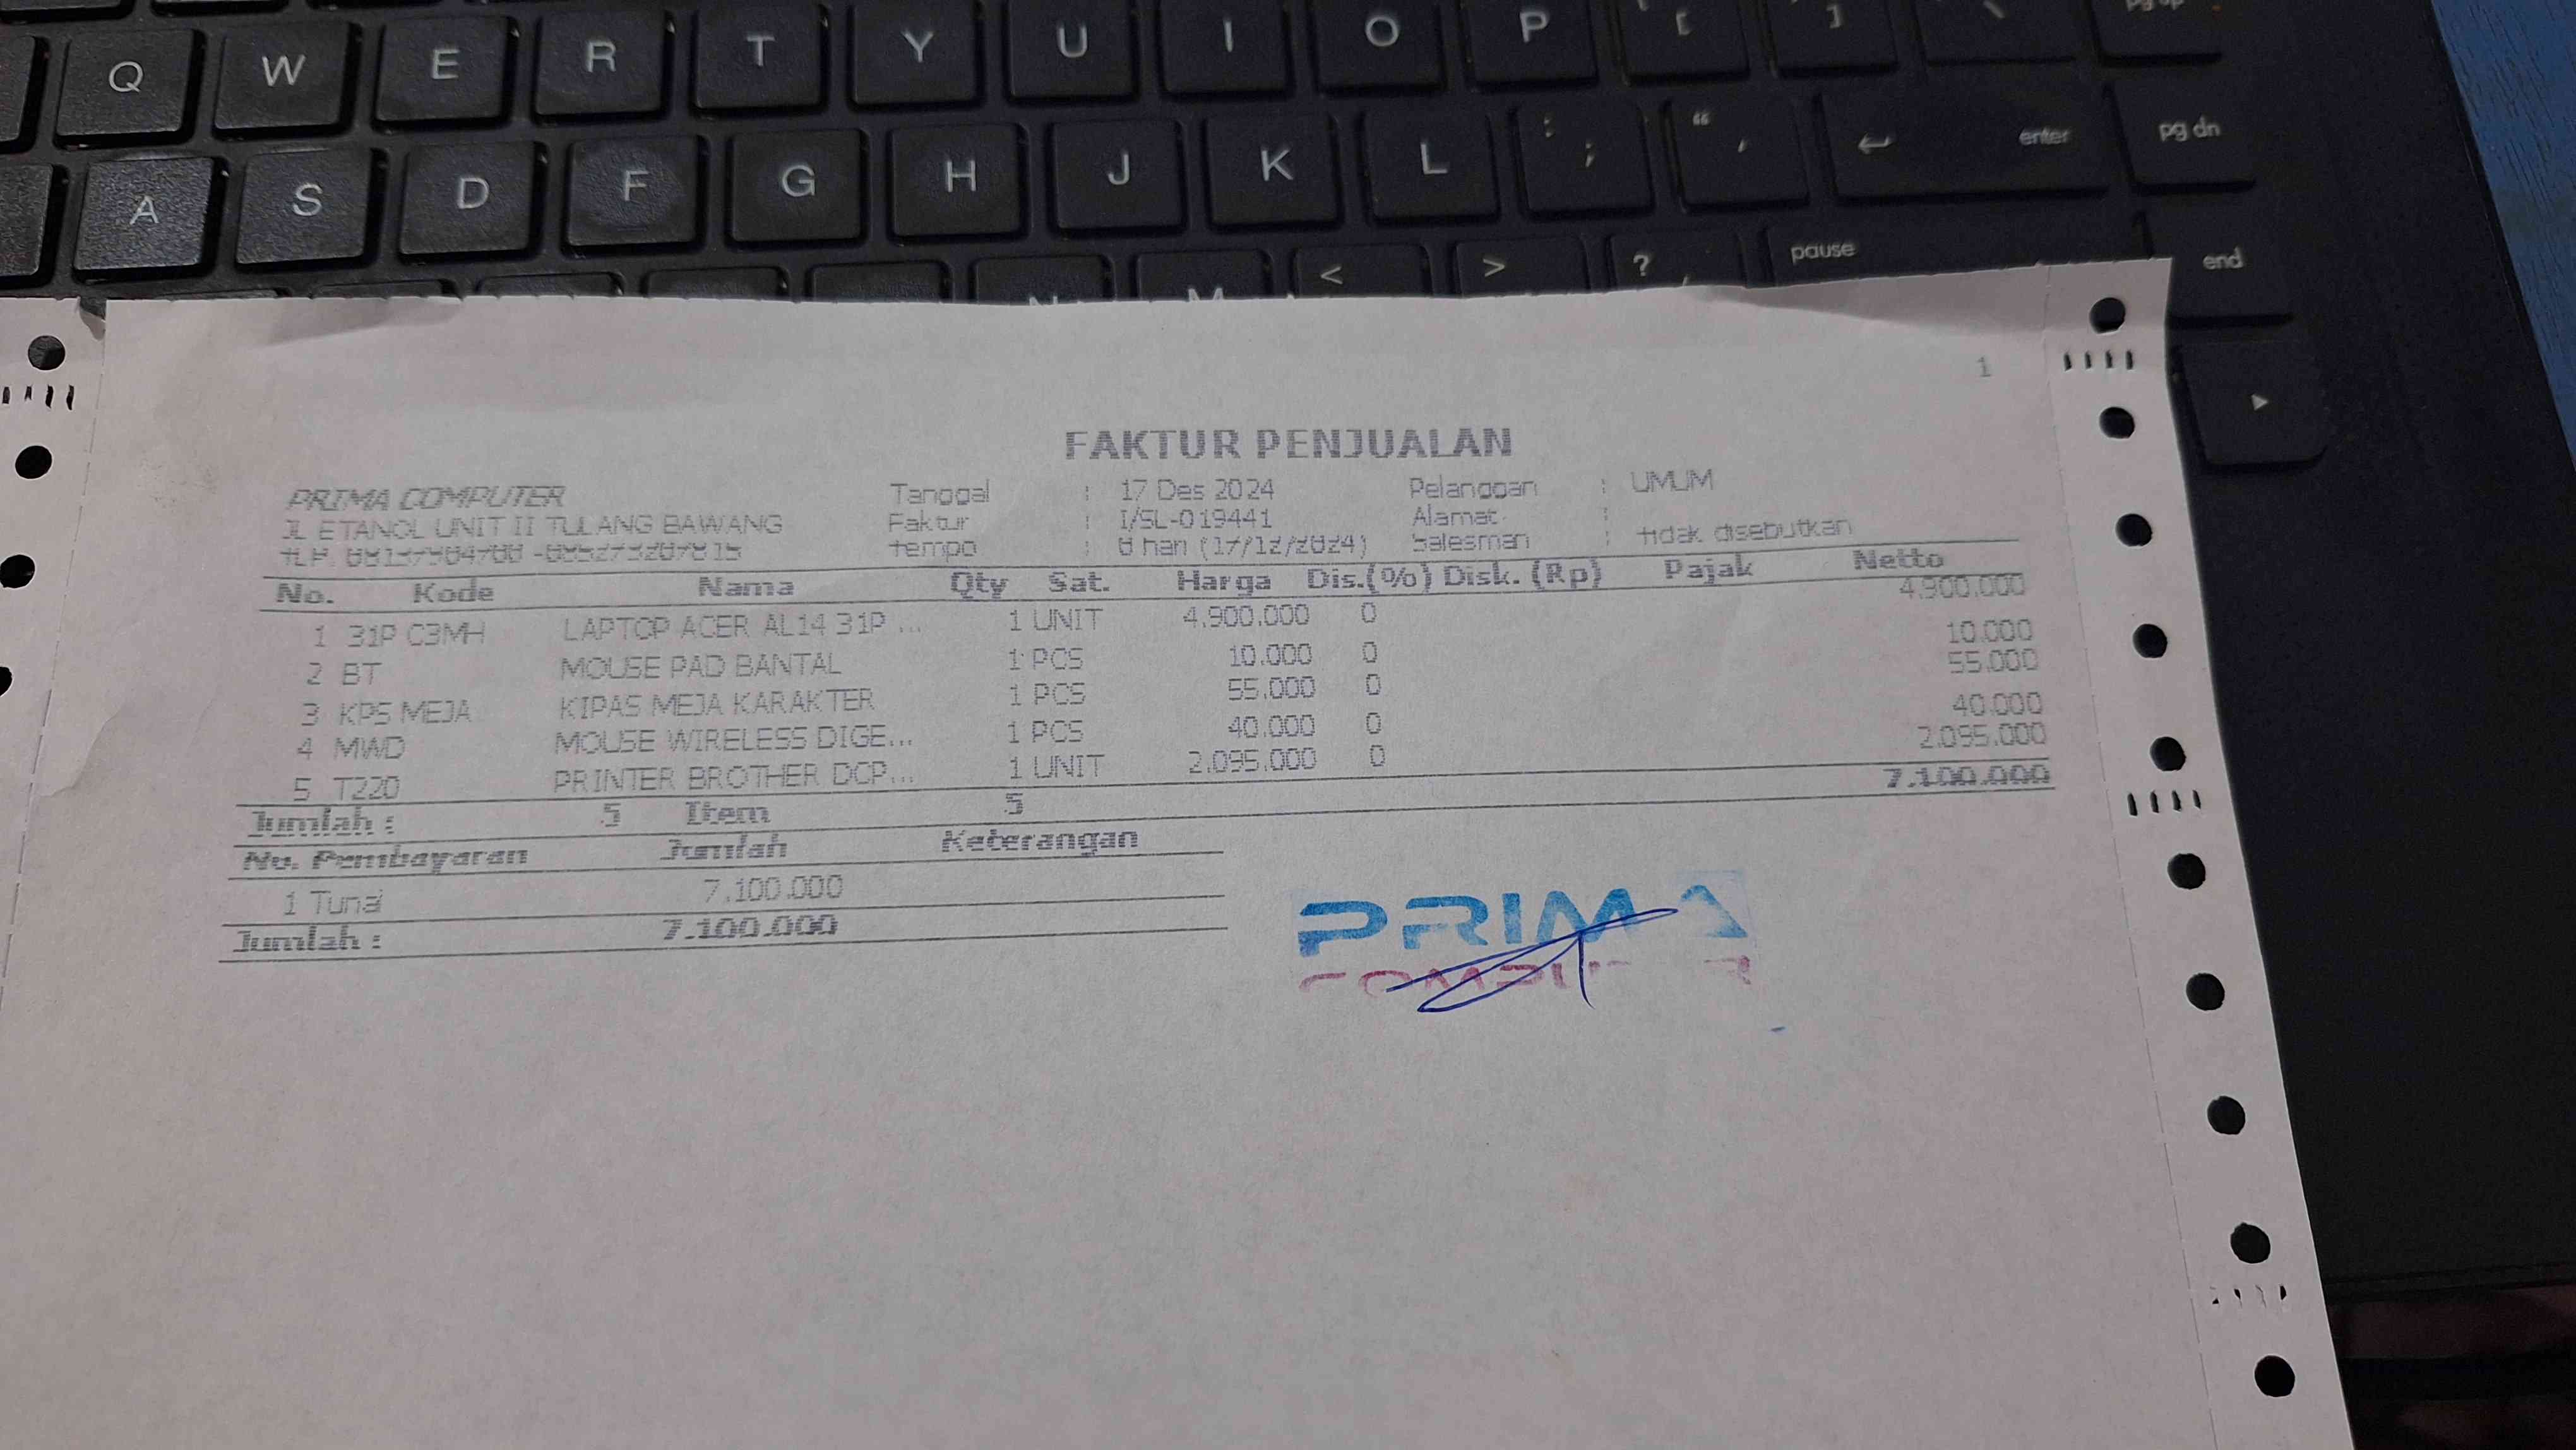 Q W E R T Y U I O P [ ] \ pg up
A S D F G H J K L : ; " ' enter pg dn
N M < > ? pause end
1
FAKTUR PENJUALAN
PRIMA COMPUTER Tanggal : 17 Des 2024 Pelanggan : UMUM
JL ETANOL UNIT II TULANG BAWANG Faktur : I/SL-019441 Alamat :
TLP. tempo : 0 hari (17/12/2024) Salesman : tidak disebutkan
No. Kode Nama Qty Sat. Harga Dis.(%) Disk. (Rp) Pajak Netto
1 31P C3MH LAPTOP ACER AL14 31P ... 1 UNIT 4.900.000 0 4.900.000
2 BT MOUSE PAD BANTAL 1 PCS 10.000 0 10.000
3 KPS MEJA KIPAS MEJA KARAKTER 1 PCS 55.000 0 55.000
4 MWD MOUSE WIRELESS DIGE... 1 PCS 40.000 0 40.000
5 T220 PRINTER BROTHER DCP... 1 UNIT 2.095.000 0 2.095.000
Jumlah : 5 Item 5 7.100.000
No. Pembayaran Jumlah Keterangan
1 Tunai 7.100.000
Jumlah : 7.100.000
PRIMA
COMPUTER